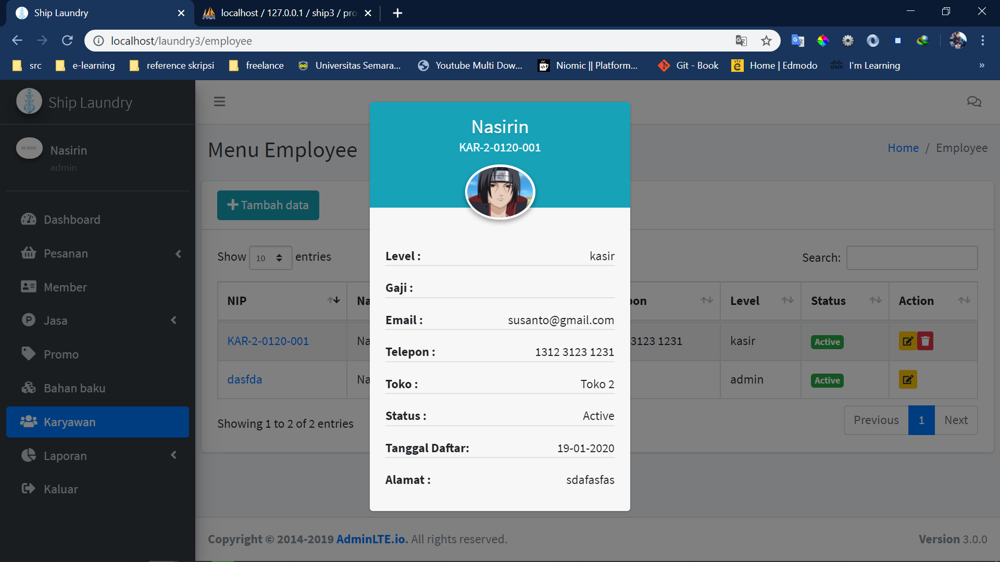 Ship Laundry
localhost / 127.0.0.1 / ship3 / pro
localhost/laundry3/employee
src
e-learning
reference skripsi
freelance
Universitas Semara...
Youtube Multi Dow...
Niomic || Platform...
Git - Book
Home | Edmodo
I'm Learning
»
Ship Laundry
Nasirin
admin
Dashboard
Pesanan
Member
Jasa
Promo
Bahan baku
Karyawan
Laporan
Kaluar
Menu Employee
Home / Employee
Tambah data
Show 10 entries
Search:
NIP Na pon Level Status Action
KAR-2-0120-001 Na 3123 1231 kasir Active
dasfda Na admin Active
Showing 1 to 2 of 2 entries
Previous 1 Next
Nasirin
KAR-2-0120-001
Level : kasir
Gaji :
Email : susanto@gmail.com
Telepon : 1312 3123 1231
Toko : Toko 2
Status : Active
Tanggal Daftar: 19-01-2020
Alamat : sdafasfas
Copyright © 2014-2019 AdminLTE.io. All rights reserved.
Version 3.0.0